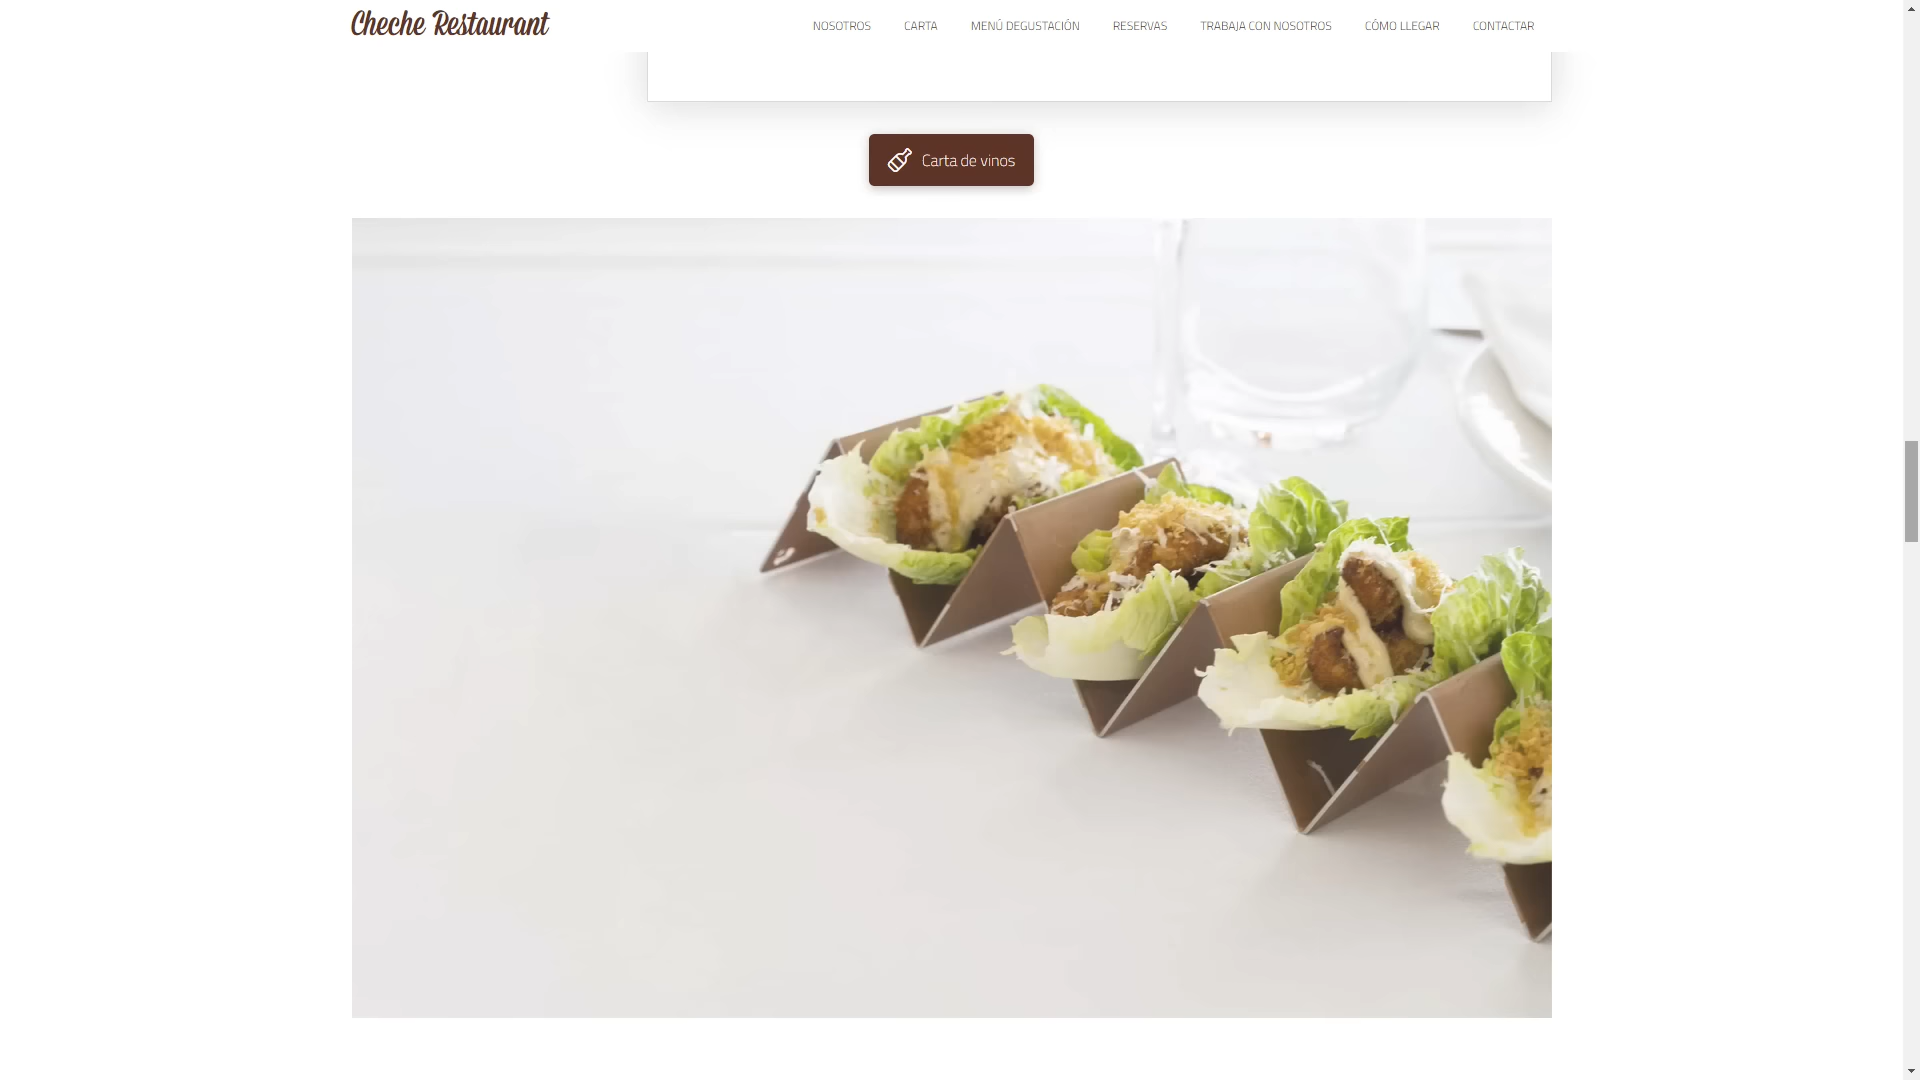 Cheche Restaurant
NOSOTROS
CARTA
MENÚ DEGUSTACIÓN
RESERVAS
TRABAJA CON NOSOTROS
CÓMO LLEGAR
CONTACTAR
Carta de vinos